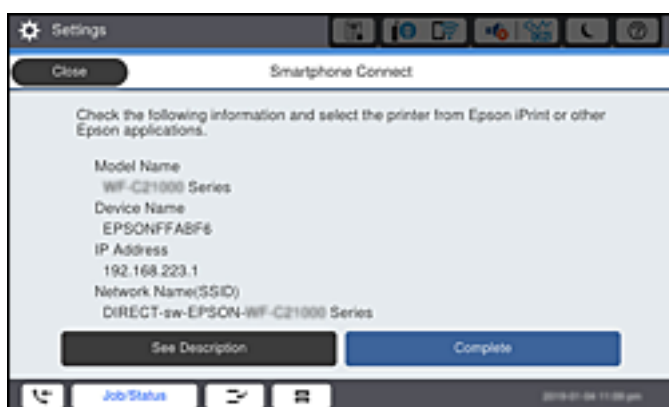 Settings
Close
Smartphone Connect
Check the following information and select the printer from Epson iPrint or other
Epson applications.
Model Name
WF-C21000 Series
Device Name
EPSONFFABF6
IP Address
192.168.223.1
Network Name(SSID)
DIRECT-sw-EPSON-WF-C21000 Series
See Description
Complete
Job/Status